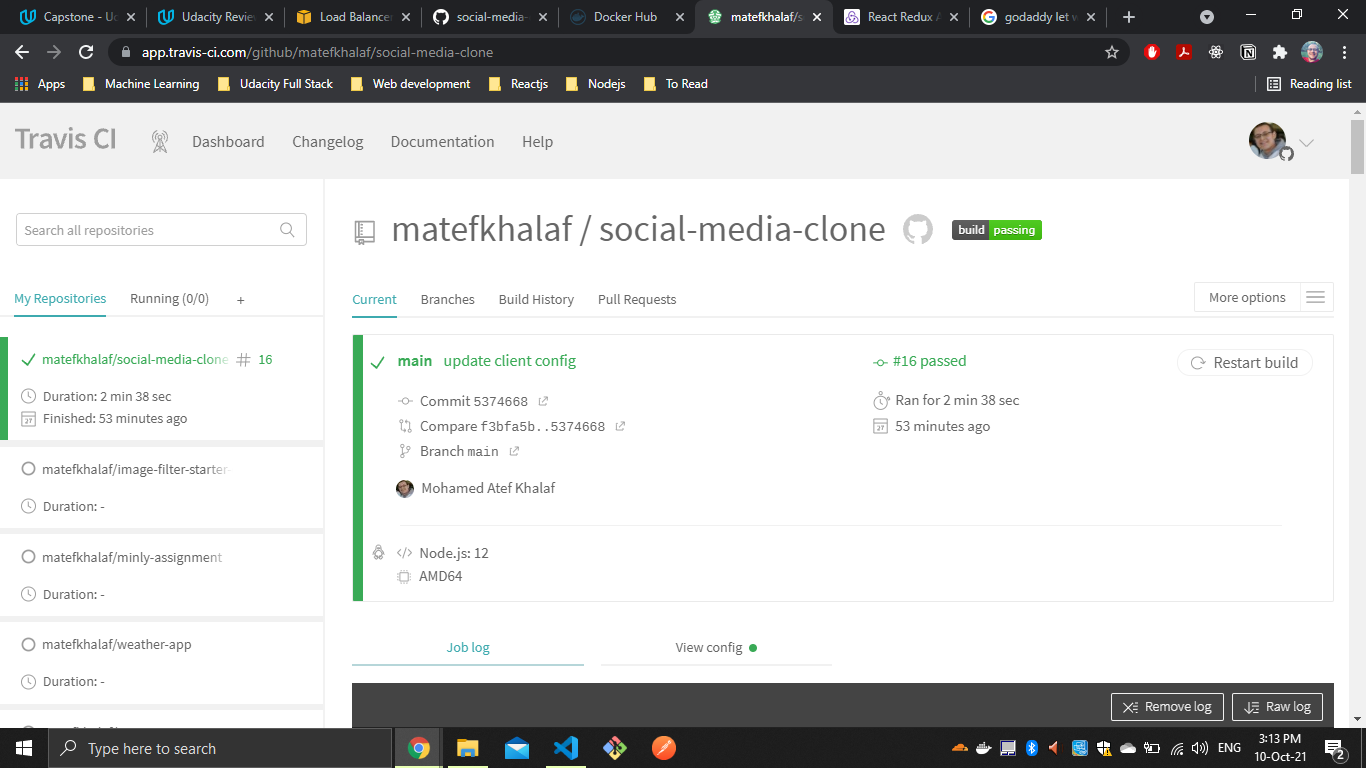 Capstone - Ud
Udacity Review
Load Balancer
social-media-
Docker Hub
matefkhalaf/s
React Redux A
godaddy let w
app.travis-ci.com/github/matefkhalaf/social-media-clone
Apps
Machine Learning
Udacity Full Stack
Web development
Reactjs
Nodejs
To Read
Reading list
Travis CI
Dashboard
Changelog
Documentation
Help
Search all repositories
My Repositories
Running (0/0)
+
matefkhalaf/social-media-clone # 16
Duration: 2 min 38 sec
Finished: 53 minutes ago
matefkhalaf/image-filter-starter-
Duration: -
matefkhalaf/minly-assignment
Duration: -
matefkhalaf/weather-app
Duration: -
matefkhalaf / social-media-clone
build passing
Current
Branches
Build History
Pull Requests
More options
main update client config
Commit 5374668
Compare f3bfa5b..5374668
Branch main
Mohamed Atef Khalaf
#16 passed
Ran for 2 min 38 sec
53 minutes ago
Restart build
</> Node.js: 12
AMD64
Job log
View config
Remove log
Raw log
Type here to search
ENG
3:13 PM
10-Oct-21
2